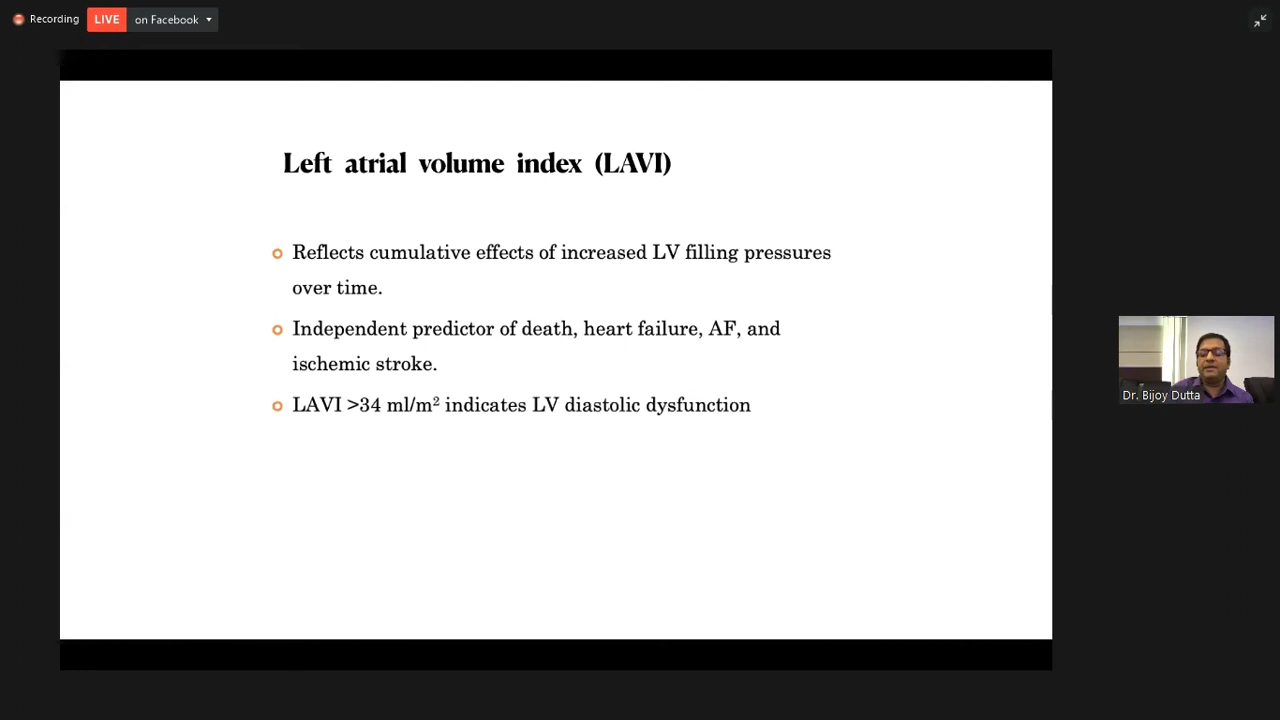 Recording
LIVE on Facebook
Left atrial volume index (LAVI)
Reflects cumulative effects of increased LV filling pressures
over time.
Independent predictor of death, heart failure, AF, and
ischemic stroke.
LAVI >34 ml/m² indicates LV diastolic dysfunction
Dr. Bijoy Dutta